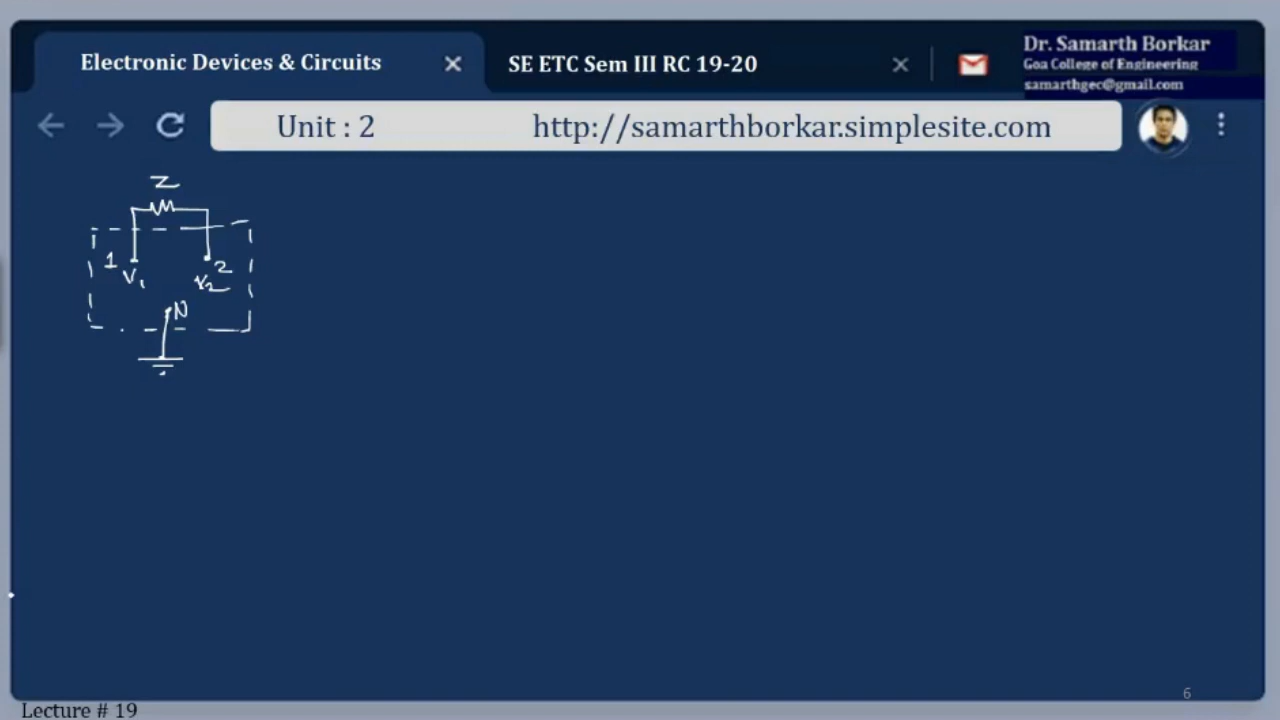 Electronic Devices & Circuits
SE ETC Sem III RC 19-20
Dr. Samarth Borkar
Goa College of Engineering
samarthgec@gmail.com
Unit : 2 http://samarthborkar.simplesite.com
Z
1 2
V₁ V₂
N
6
Lecture # 19